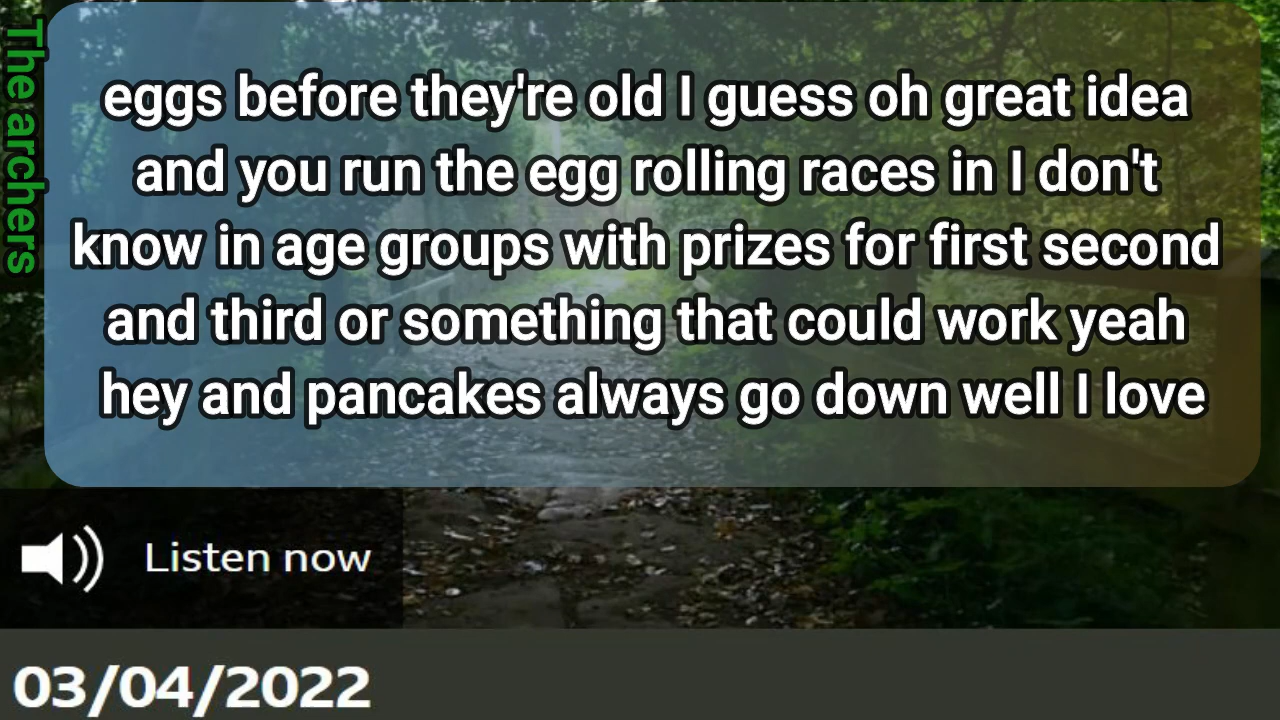 The archers
eggs before they're old I guess oh great idea
and you run the egg rolling races in I don't
know in age groups with prizes for first second
and third or something that could work yeah
hey and pancakes always go down well I love
Listen now
03/04/2022